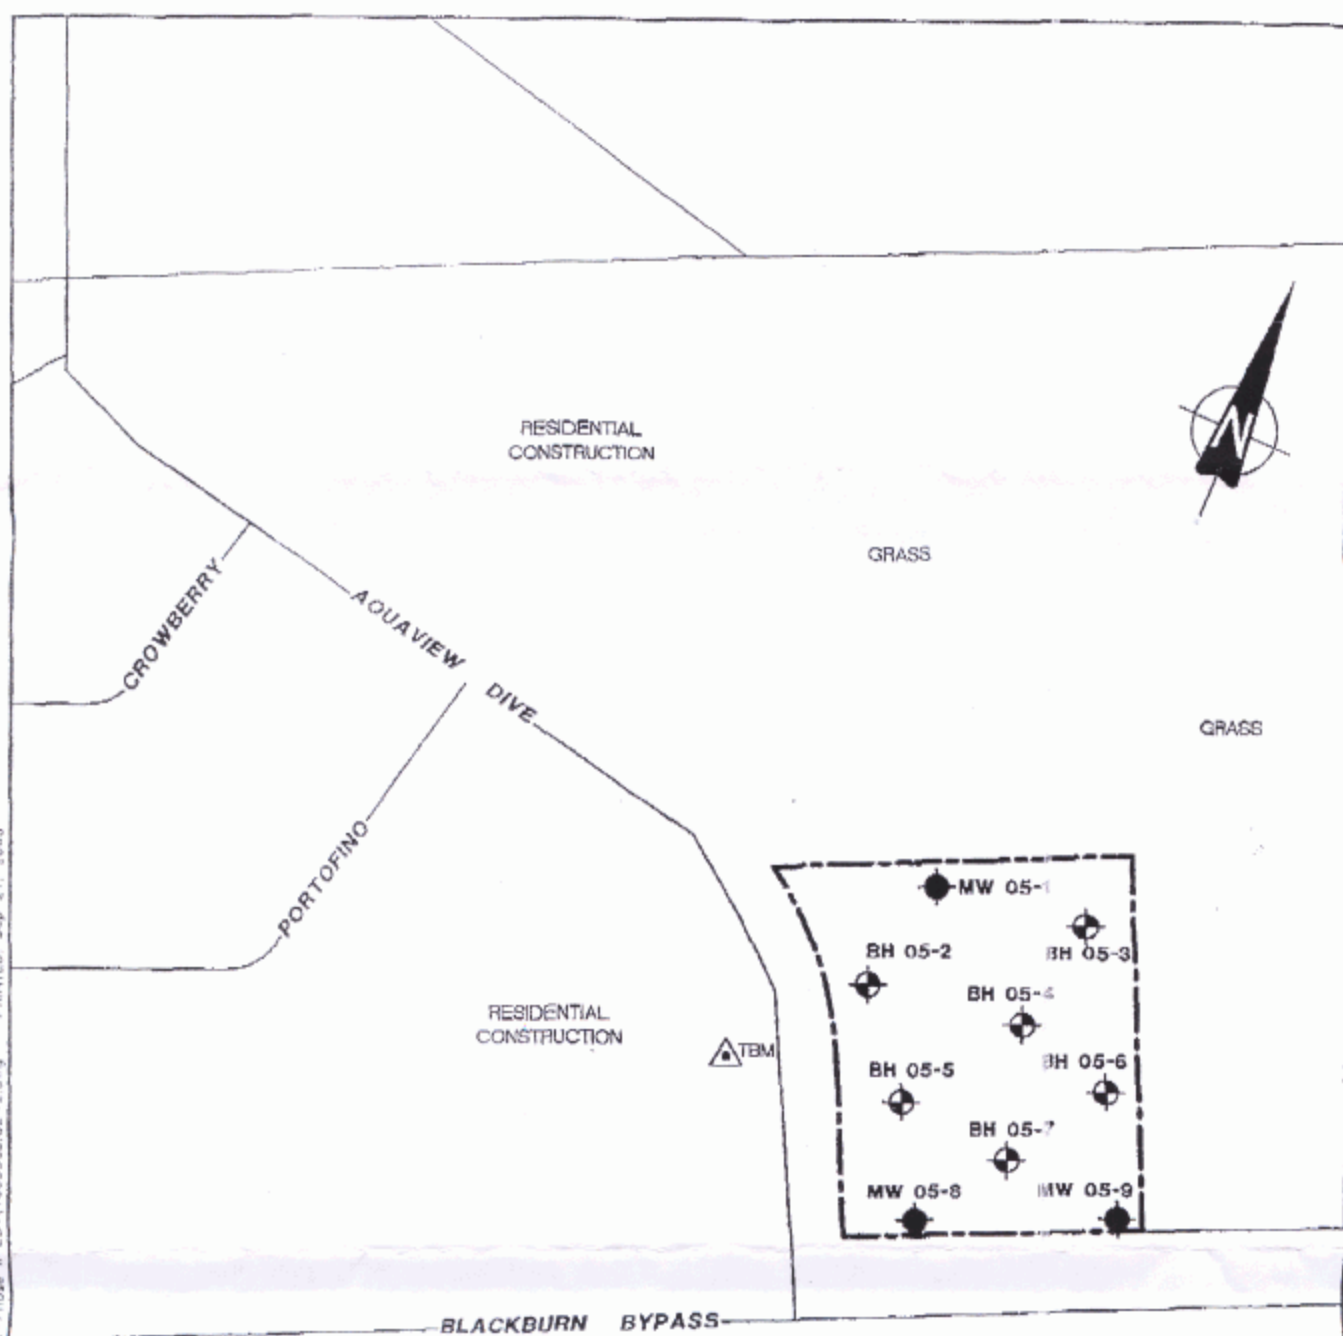 RESIDENTIAL
CONSTRUCTION
N
GRASS
CROWBERRY
AQUAVIEW DIVE
GRASS
PORTOFINO
MW 05-1
BH 05-2
BH 05-3
BH 05-4
RESIDENTIAL
CONSTRUCTION
TBM
BH 05-5
BH 05-6
BH 05-7
MW 05-8
MW 05-9
BLACKBURN BYPASS